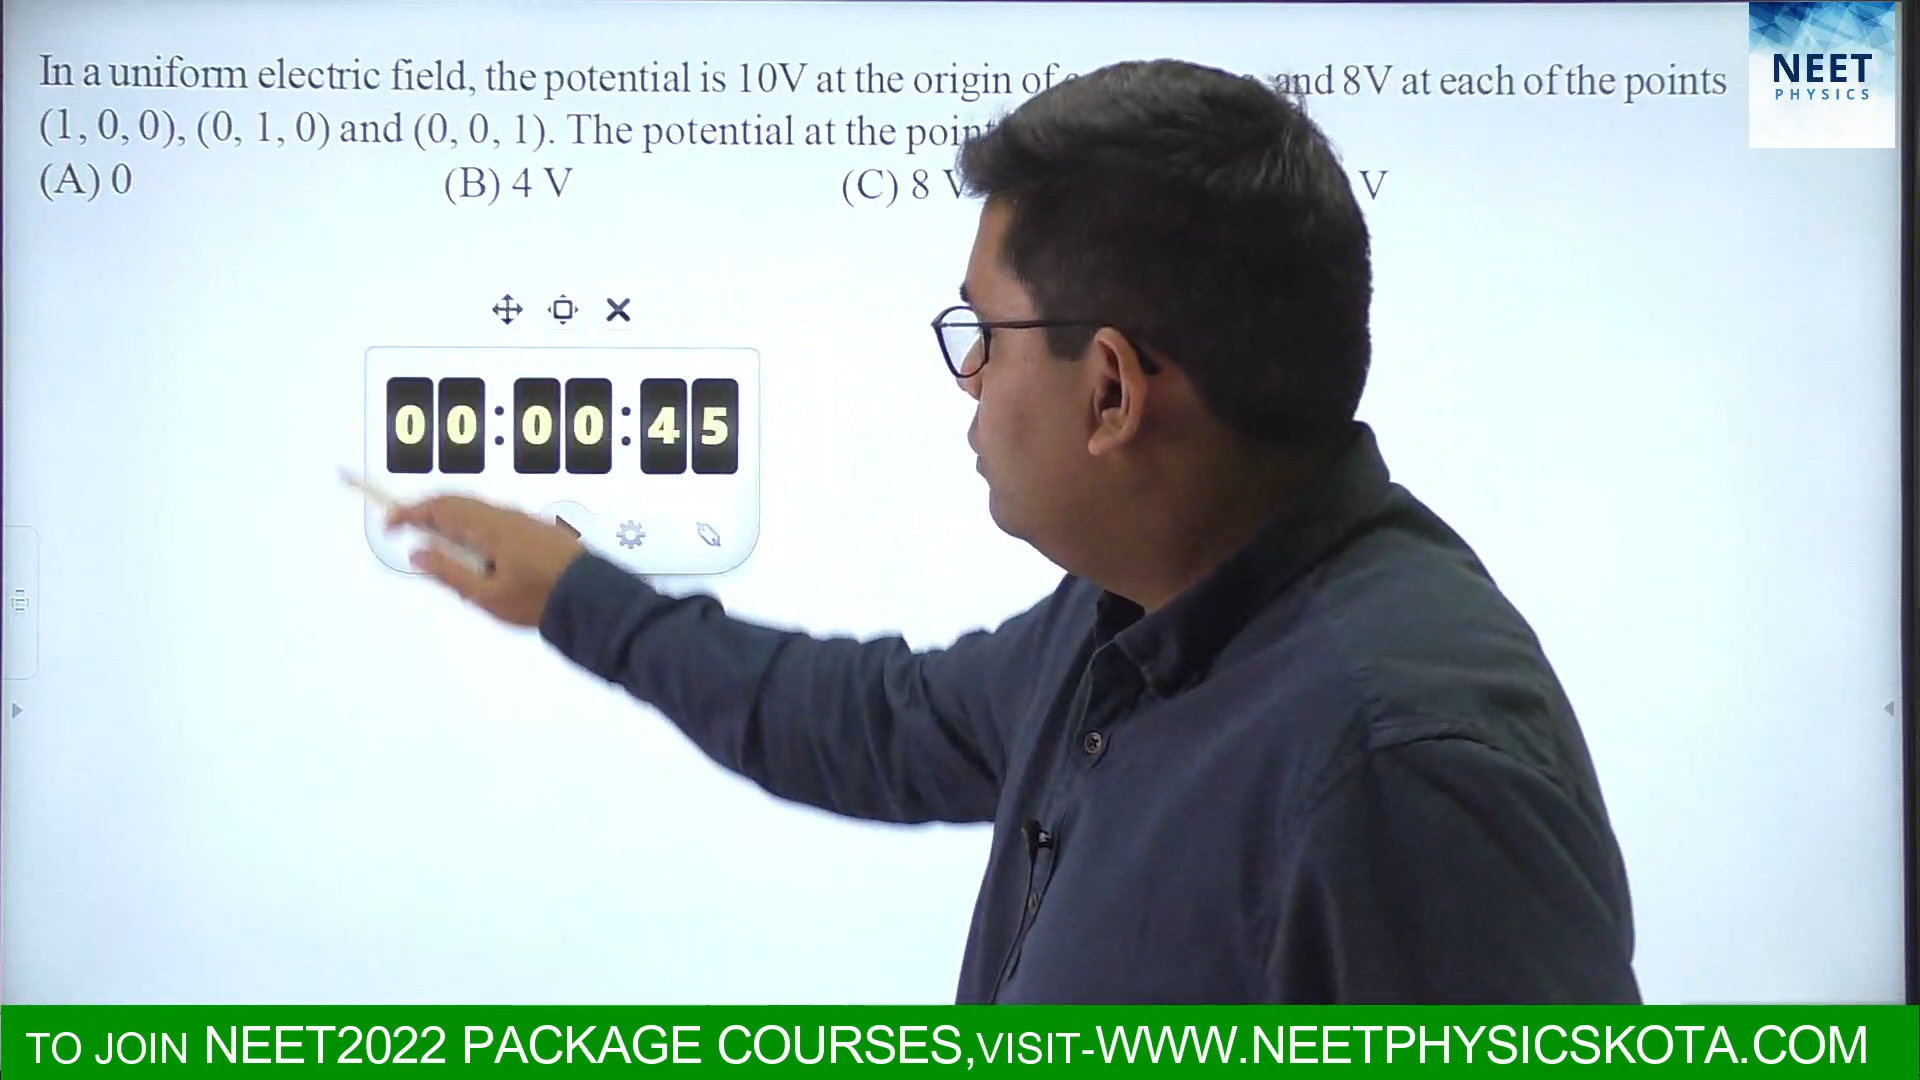 In a uniform electric field, the potential is 10V at the origin of and 8V at each of the points
(1, 0, 0), (0, 1, 0) and (0, 0, 1). The potential at the
(A) 0 (B) 4 V (C) 8 V
NEET
PHYSICS
00:00:45
TO JOIN NEET2022 PACKAGE COURSES,VISIT-WWW.NEETPHYSICSKOTA.COM